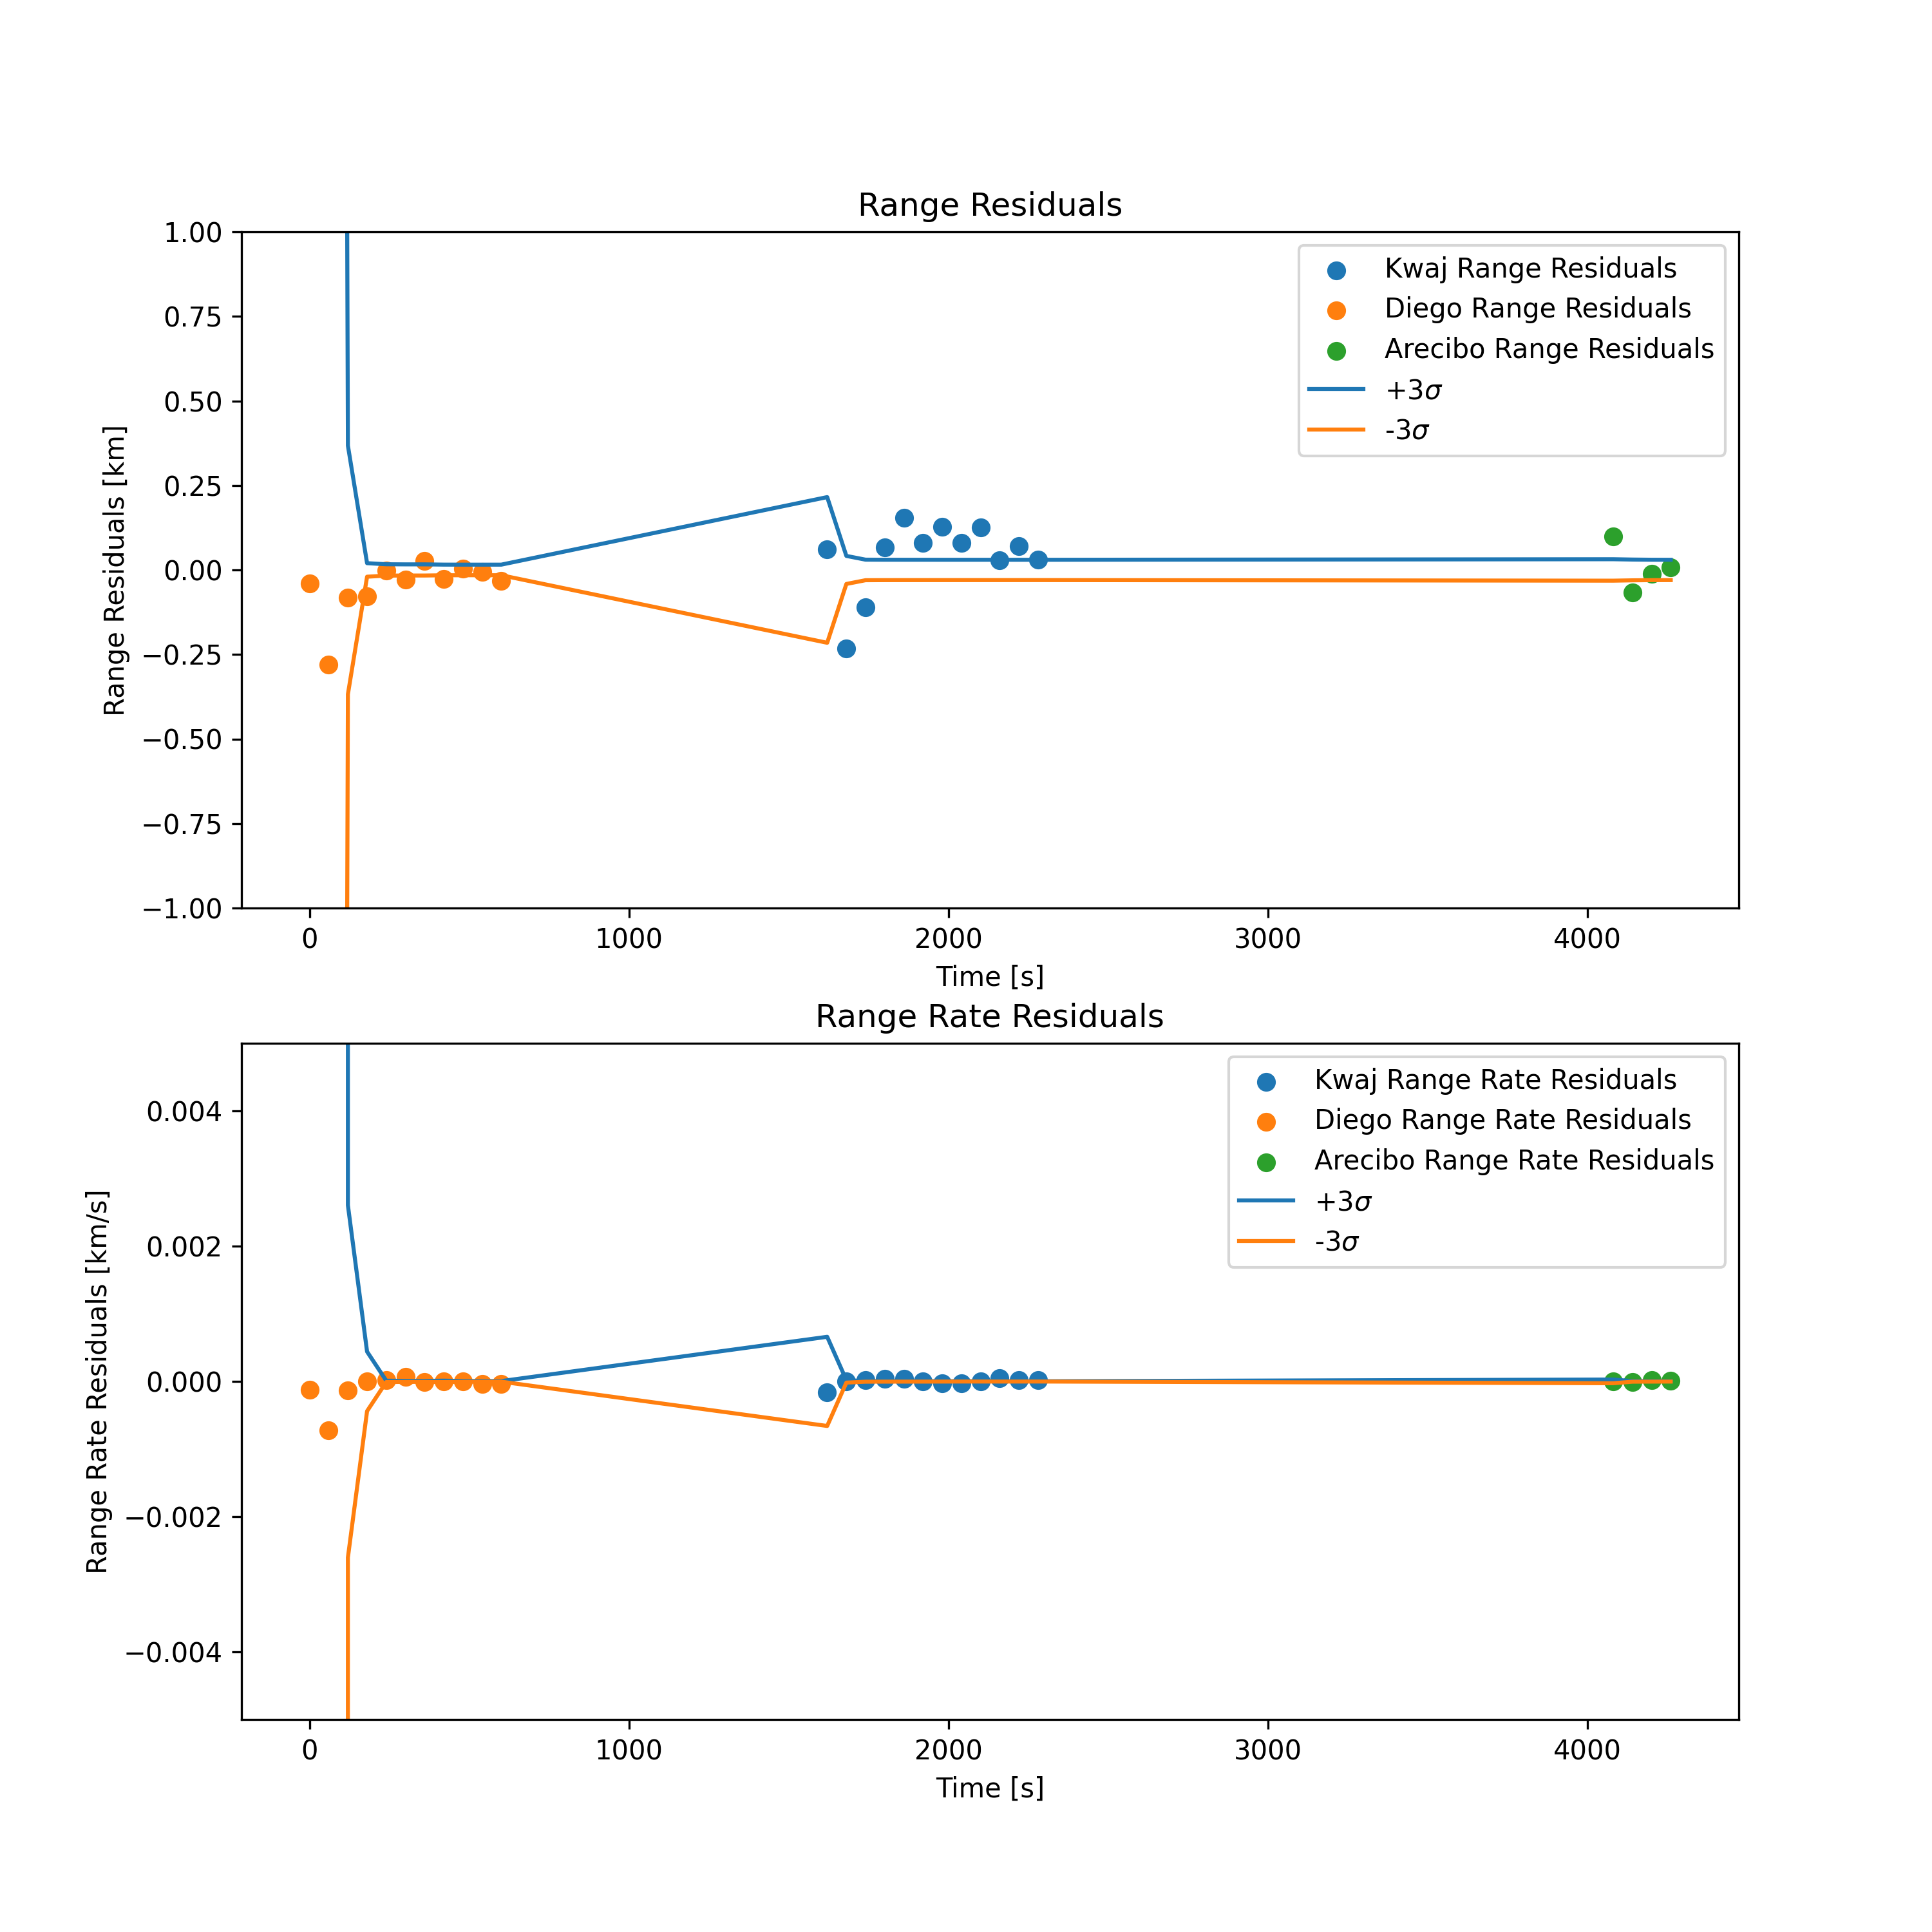 Range Residuals
1.00
0.75
0.50
0.25
0.00
−0.25
−0.50
−0.75
−1.00
Range Residuals [km]
Kwaj Range Residuals
Diego Range Residuals
Arecibo Range Residuals
+3σ
-3σ
0 1000 2000 3000 4000
Time [s]
Range Rate Residuals
0.004
0.002
0.000
−0.002
−0.004
Range Rate Residuals [km/s]
Kwaj Range Rate Residuals
Diego Range Rate Residuals
Arecibo Range Rate Residuals
+3σ
-3σ
0 1000 2000 3000 4000
Time [s]